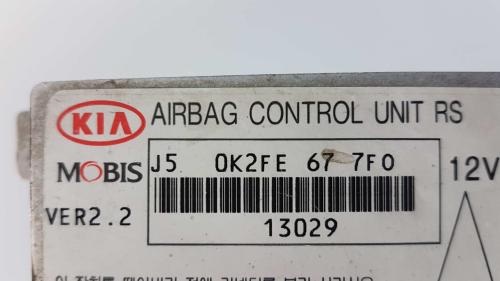 KIA AIRBAG CONTROL UNIT RS
MOBIS J5 0K2FE 67 7F0 12V
VER2.2 13029